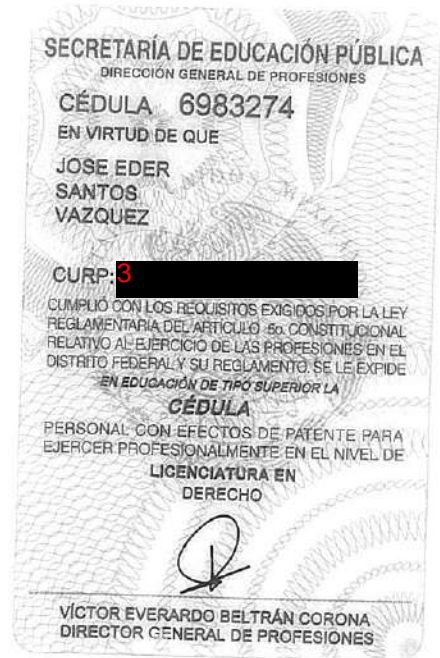 SECRETARÍA DE EDUCACIÓN PÚBLICA
DIRECCIÓN GENERAL DE PROFESIONES
CÉDULA 6983274
EN VIRTUD DE QUE
JOSE EDER
SANTOS
VAZQUEZ
CURP: 3
CUMPLIÓ CON LOS REQUISITOS EXIGIDOS POR LA LEY
REGLAMENTARIA DEL ARTÍCULO 5o. CONSTITUCIONAL
RELATIVO AL EJERCICIO DE LAS PROFESIONES EN EL
DISTRITO FEDERAL Y SU REGLAMENTO, SE LE EXPIDE
EN EDUCACIÓN DE TIPO SUPERIOR LA
CÉDULA
PERSONAL CON EFECTOS DE PATENTE PARA
EJERCER PROFESIONALMENTE EN EL NIVEL DE
LICENCIATURA EN
DERECHO
VÍCTOR EVERARDO BELTRÁN CORONA
DIRECTOR GENERAL DE PROFESIONES